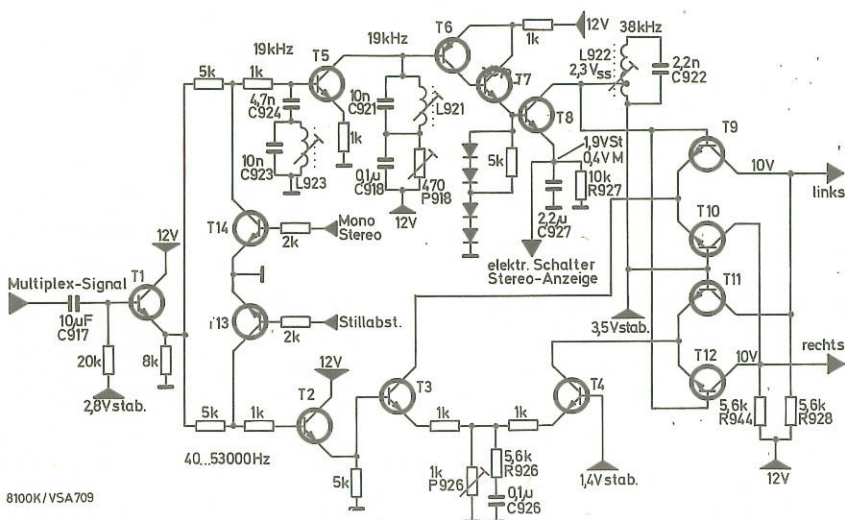 12V
38kHz
T6
1k
L922
2,3Vss
2,2n
C922
19kHz
T5
19kHz
5k
1k
T7
T8
4,7n
C924
10n
C921
L921
T9
1k
10n
C923
L923
0,1µ
C918
470
P918
12V
5k
1,9VSt
0,4VM
10k
R927
10V
links
T14
Mono
Stereo
2k
2,2µ
C927
T10
12V
Multiplex-Signal
T1
elektr. Schalter
Stereo-Anzeige
T11
10µF
C917
Stillabst.
2k
3,5Vstab.
T12
10V
rechts
20k
8k
12V
2,8Vstab.
T2
T3
T4
5k
1k
1k
1k
5,6k
R944
5,6k
R928
40...53000Hz
5k
1k
P926
5,6k
R926
0,1µ
C926
1,4Vstab.
12V
8100K/VSA709